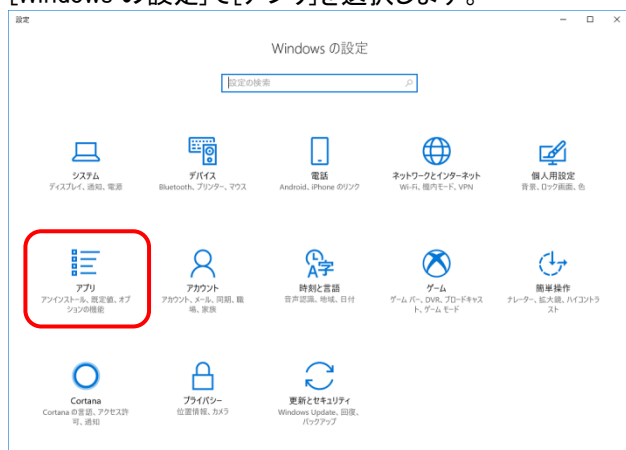 [Windows の設定]で[アプリ]を選択します。
設定
Windows の設定
設定の検索
システム
ディスプレイ、通知、電源
デバイス
Bluetooth、プリンター、マウス
電話
Android、iPhone のリンク
ネットワークとインターネット
Wi-Fi、機内モード、VPN
個人用設定
背景、ロック画面、色
アプリ
アンインストール、既定値、オプ
ションの機能
アカウント
アカウント、メール、同期、職
場、家族
時刻と言語
音声認識、地域、日付
ゲーム
ゲーム バー、DVR、ブロードキャス
ト、ゲーム モード
簡単操作
ナレーター、拡大鏡、ハイコントラ
スト
Cortana
Cortana の言語、アクセス許
可、通知
プライバシー
位置情報、カメラ
更新とセキュリティ
Windows Update、回復、
バックアップ